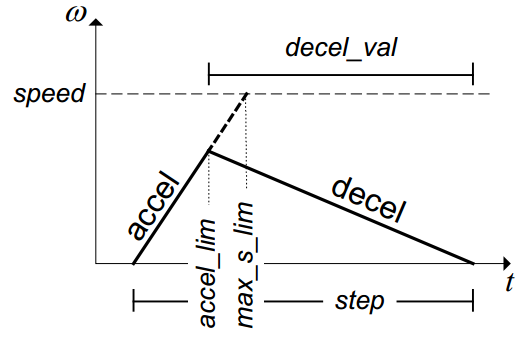 ω
decel_val
speed
accel
decel
accel_lim
max_s_lim
t
step